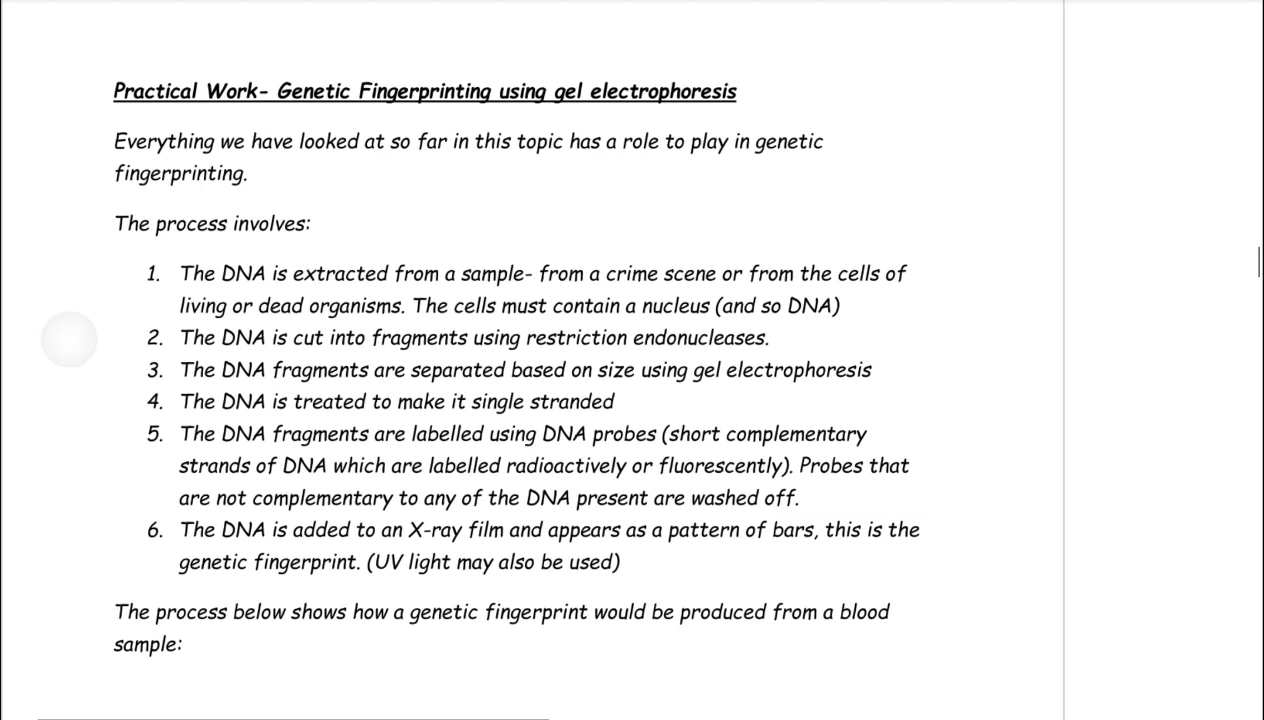 Practical Work- Genetic Fingerprinting using gel electrophoresis
Everything we have looked at so far in this topic has a role to play in genetic
fingerprinting.
The process involves:
1. The DNA is extracted from a sample- from a crime scene or from the cells of
living or dead organisms. The cells must contain a nucleus (and so DNA)
2. The DNA is cut into fragments using restriction endonucleases.
3. The DNA fragments are separated based on size using gel electrophoresis
4. The DNA is treated to make it single stranded
5. The DNA fragments are labelled using DNA probes (short complementary
strands of DNA which are labelled radioactively or fluorescently). Probes that
are not complementary to any of the DNA present are washed off.
6. The DNA is added to an X-ray film and appears as a pattern of bars, this is the
genetic fingerprint. (UV light may also be used)
The process below shows how a genetic fingerprint would be produced from a blood
sample: